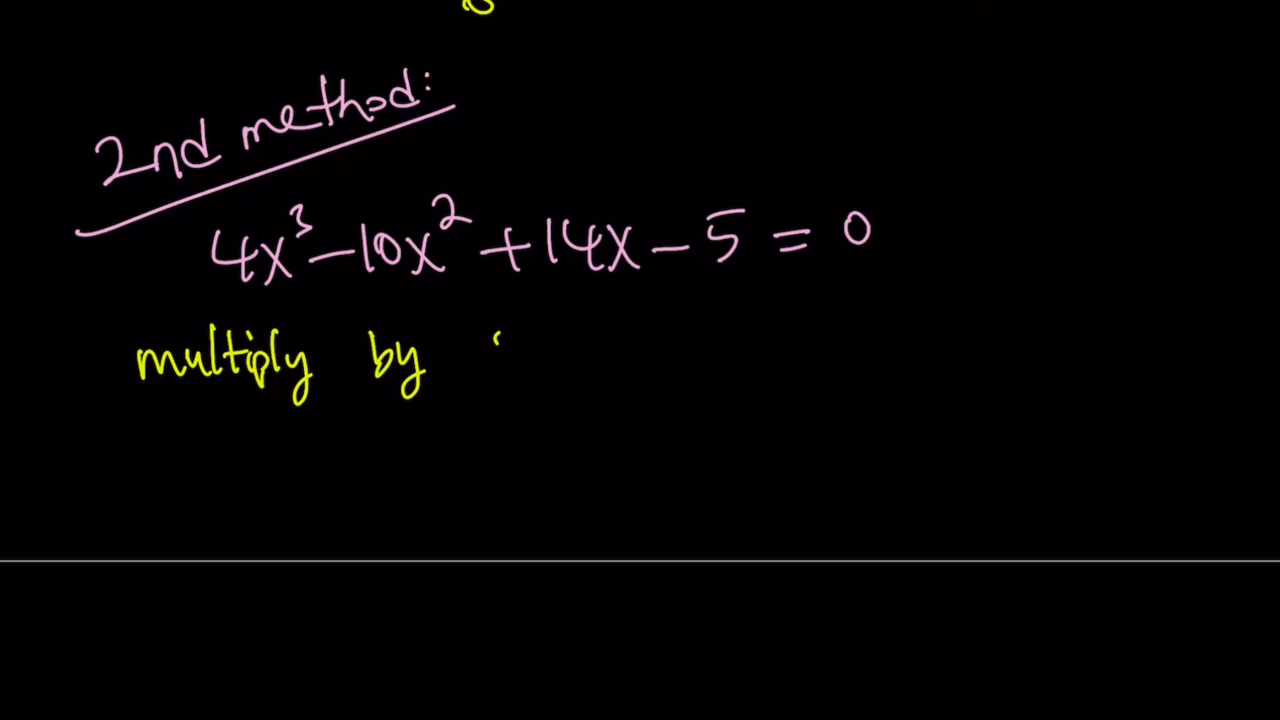 2nd method:
4x³ – 10x² + 14x – 5 = 0
multiply by